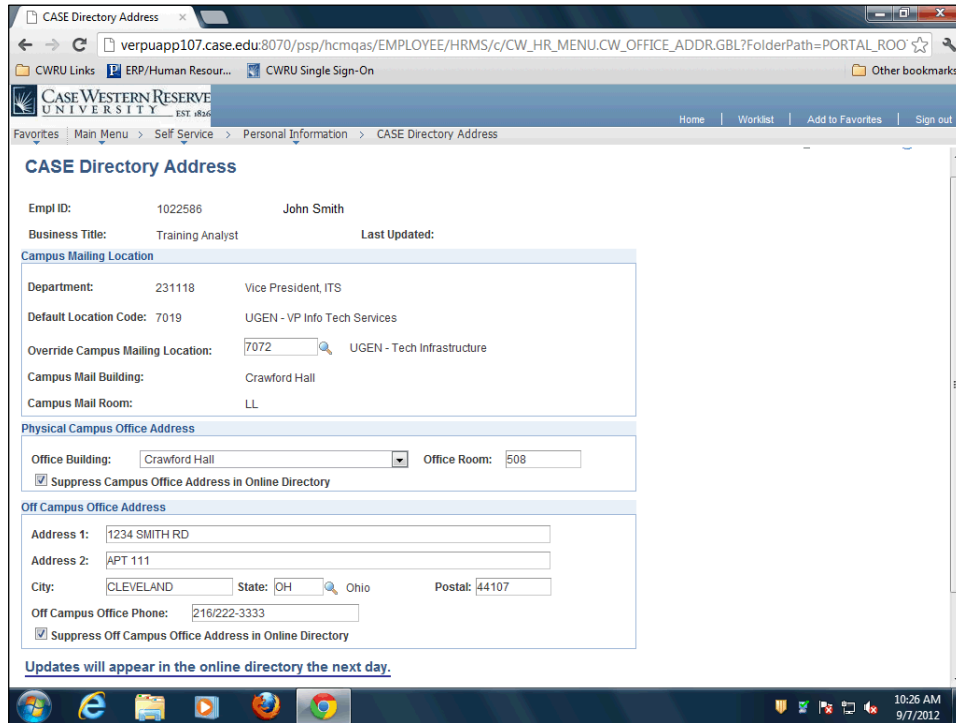 CASE Directory Address
verpuapp107.case.edu:8070/psp/hcmqas/EMPLOYEE/HRMS/c/CW_HR_MENU.CW_OFFICE_ADDR.GBL?FolderPath=PORTAL_ROO
CWRU Links ERP/Human Resour... CWRU Single Sign-On Other bookmarks
CASE WESTERN RESERVE
UNIVERSITY EST. 1826
Home | Worklist | Add to Favorites | Sign out
Favorites Main Menu > Self Service > Personal Information > CASE Directory Address
CASE Directory Address
Empl ID: 1022586 John Smith
Business Title: Training Analyst Last Updated:
Campus Mailing Location
Department: 231118 Vice President, ITS
Default Location Code: 7019 UGEN - VP Info Tech Services
Override Campus Mailing Location: 7072 UGEN - Tech Infrastructure
Campus Mail Building: Crawford Hall
Campus Mail Room: LL
Physical Campus Office Address
Office Building: Crawford Hall Office Room: 508
Suppress Campus Office Address in Online Directory
Off Campus Office Address
Address 1: 1234 SMITH RD
Address 2: APT 111
City: CLEVELAND State: OH Ohio Postal: 44107
Off Campus Office Phone: 216/222-3333
Suppress Off Campus Office Address in Online Directory
Updates will appear in the online directory the next day.
10:26 AM
9/7/2012